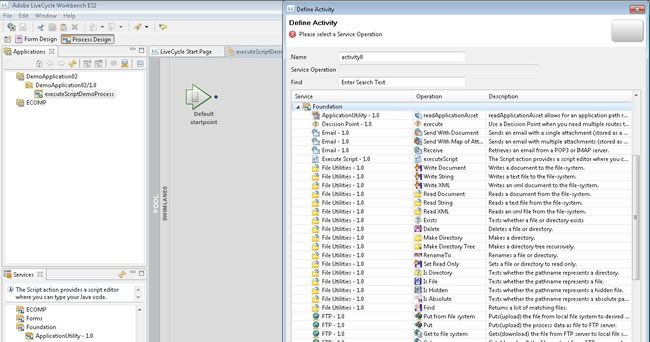 Adobe LiveCycle Workbench ES2
File Edit Window Help
Form Design Process Design
Applications
DemoApplication02
DemoApplication02/1.0
executeScriptDemoProcess
ECOMP
Services
The Script action provides a script editor where you can type your Java code.
ECOMP
Forms
Foundation
ApplicationUtility - 1.0
LiveCycle Start Page
executeScriptDemo
POOL
SWIMLANE0
Default
startpoint
Define Activity
Define Activity
Please select a Service Operation
Name activity0
Service Operation
Find Enter Search Text
Service Operation Description
Foundation
ApplicationUtility - 1.0 readApplicationAsset readApplicationAsset allows for an application path r...
Decision Point - 1.0 execute Use a Decision Point when you need multiple routes t...
Email - 1.0 Send With Document Sends an email with a single attachment (stored as a ...
Email - 1.0 Send With Map of Att... Sends an email with multiple attachments (stored as ...
Email - 1.0 Receive Retrieves an email from a POP3 or IMAP server.
Execute Script - 1.0 executeScript The Script action provides a script editor where you c...
File Utilities - 1.0 Write Document Writes a document to the file-system.
File Utilities - 1.0 Write String Writes a text file to the file-system.
File Utilities - 1.0 Write XML Writes an xml document to the file-system.
File Utilities - 1.0 Read Document Reads a document from the file-system.
File Utilities - 1.0 Read String Reads a text file from the file-system.
File Utilities - 1.0 Read XML Reads an xml file from the file-system.
File Utilities - 1.0 Exists Tests whether a file or directory exists
File Utilities - 1.0 Delete Deletes a file or directory.
File Utilities - 1.0 Make Directory Makes a directory.
File Utilities - 1.0 Make Directory Tree Makes a directory tree recursively.
File Utilities - 1.0 RenameTo Renames a file or directory.
File Utilities - 1.0 Set Read Only Sets a file or directory to read only.
File Utilities - 1.0 Is Directory Tests whether the pathname represents a directory.
File Utilities - 1.0 Is File Tests whether the pathname represents a file.
File Utilities - 1.0 Is Hidden Tests whether the pathname represents a hidden file.
File Utilities - 1.0 Is Absolute Tests whether the pathname represents a absolute pa...
File Utilities - 1.0 Find Returns a list of matching files.
FTP - 1.0 Put from file system Puts(upload) the file from local file system to desired ...
FTP - 1.0 Put Puts(upload) the process data as file to FTP server.
FTP - 1.0 Get to file system Gets(download) the file from FTP server to local file s...